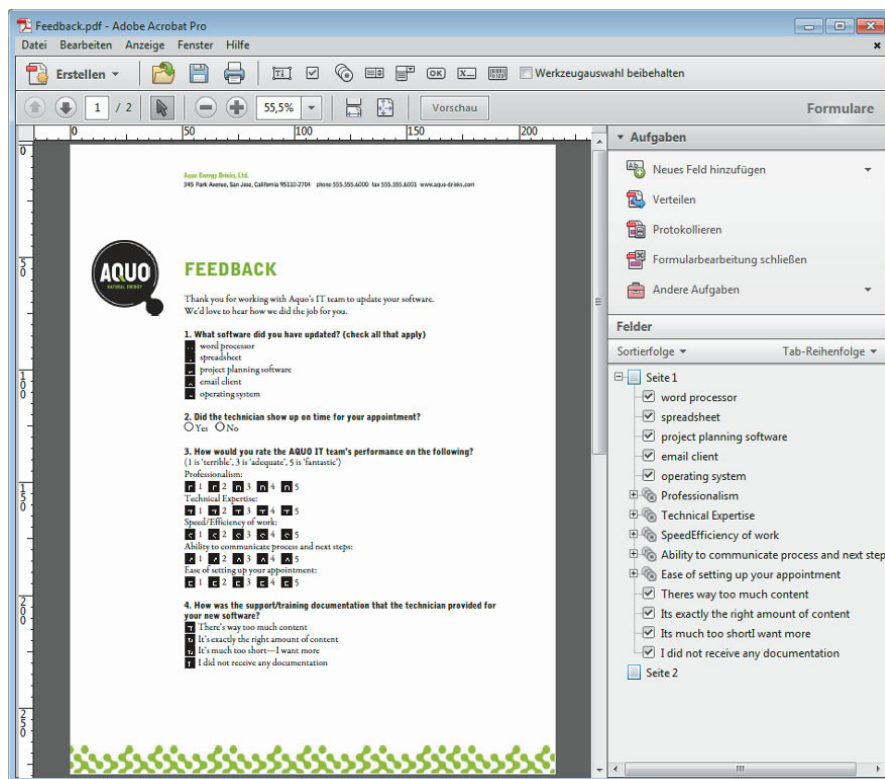 Feedback.pdf - Adobe Acrobat Pro
Datei Bearbeiten Anzeige Fenster Hilfe
Erstellen OK Werkzeugauswahl beibehalten
1 / 2 55,5% Vorschau Formulare
0 50 100 150 200
Aufgaben
Neues Feld hinzufügen
Verteilen
Protokollieren
Formularbearbeitung schließen
Andere Aufgaben
Felder
Sortierfolge Tab-Reihenfolge
Seite 1
word processor
spreadsheet
project planning software
email client
operating system
Professionalism
Technical Expertise
SpeedEfficiency of work
Ability to communicate process and next step
Ease of setting up your appointment
Theres way too much content
Its exactly the right amount of content
Its much too shortI want more
I did not receive any documentation
Seite 2
0
50
100
150
200
250
Aquo Energy Drinks, Ltd.
345 Park Avenue, San Jose, California 95110-2704 phone 555.555.6000 fax 555.555.6001 www.aquo-drinks.com
AQUO
NATURAL ENERGY
FEEDBACK
Thank you for working with Aquo's IT team to update your software.
We'd love to hear how we did the job for you.
1. What software did you have updated? (check all that apply)
word processor
spreadsheet
project planning software
email client
operating system
2. Did the technician show up on time for your appointment?
Yes No
3. How would you rate the AQUO IT team's performance on the following?
(1 is 'terrible', 3 is 'adequate', 5 is 'fantastic')
Professionalism:
1 2 3 4 5
Technical Expertise:
1 2 3 4 5
Speed/Efficiency of work:
1 2 3 4 5
Ability to communicate process and next steps:
1 2 3 4 5
Ease of setting up your appointment:
1 2 3 4 5
4. How was the support/training documentation that the technician provided for
your new software?
There's way too much content
It's exactly the right amount of content
It's much too short—I want more
I did not receive any documentation